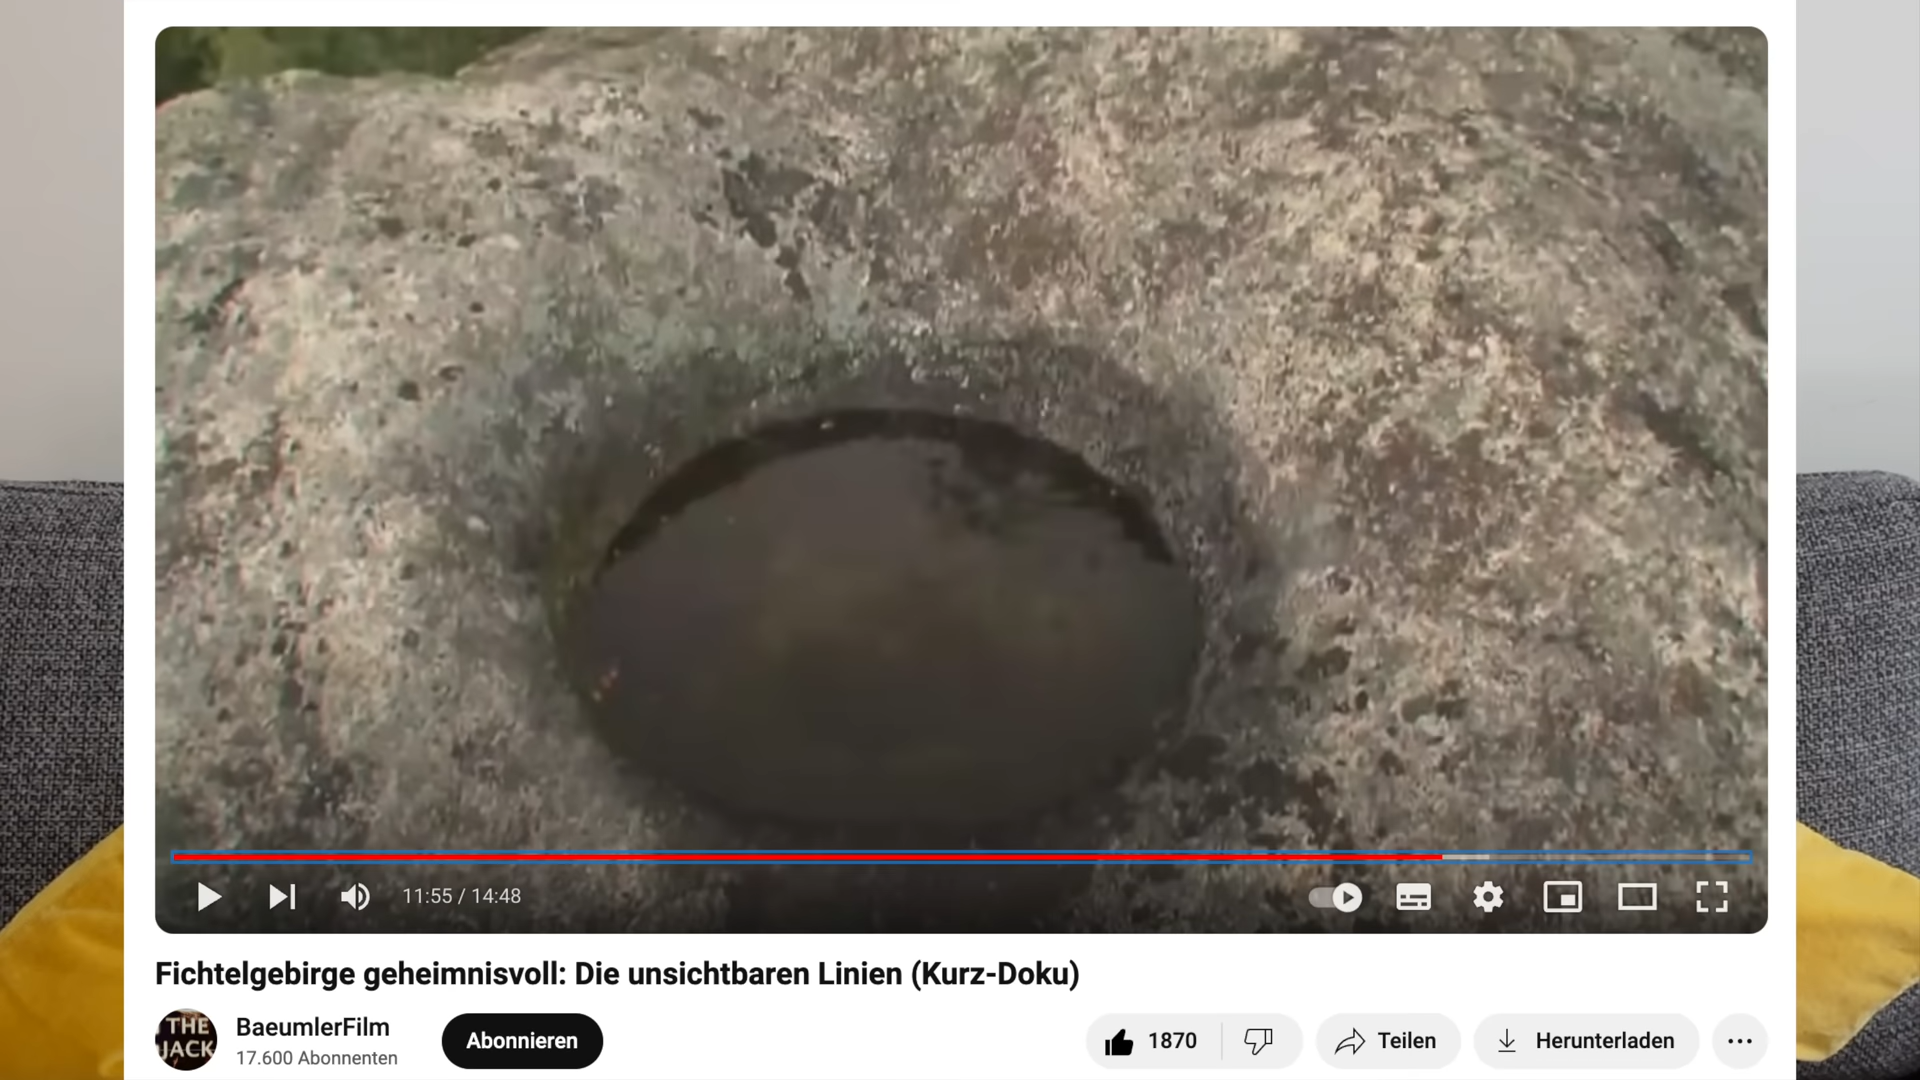 11:55 / 14:48
Fichtelgebirge geheimnisvoll: Die unsichtbaren Linien (Kurz-Doku)
THE
JACK
BaeumlerFilm
17.600 Abonnenten
Abonnieren
1870
Teilen
Herunterladen